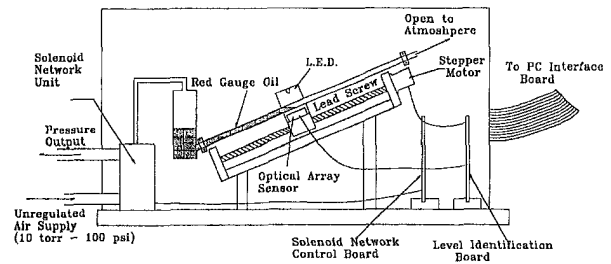 Open to
Atmoshpere
Solenoid
Network
Unit
L.E.D.
Stepper
Motor
Red Gauge Oil
To PC Interface
Board
Lead Screw
Pressure
Output
Optical Array
Sensor
Unregulated
Air Supply
(10 torr - 100 psi)
Solenoid Network
Control Board
Level Identification
Board